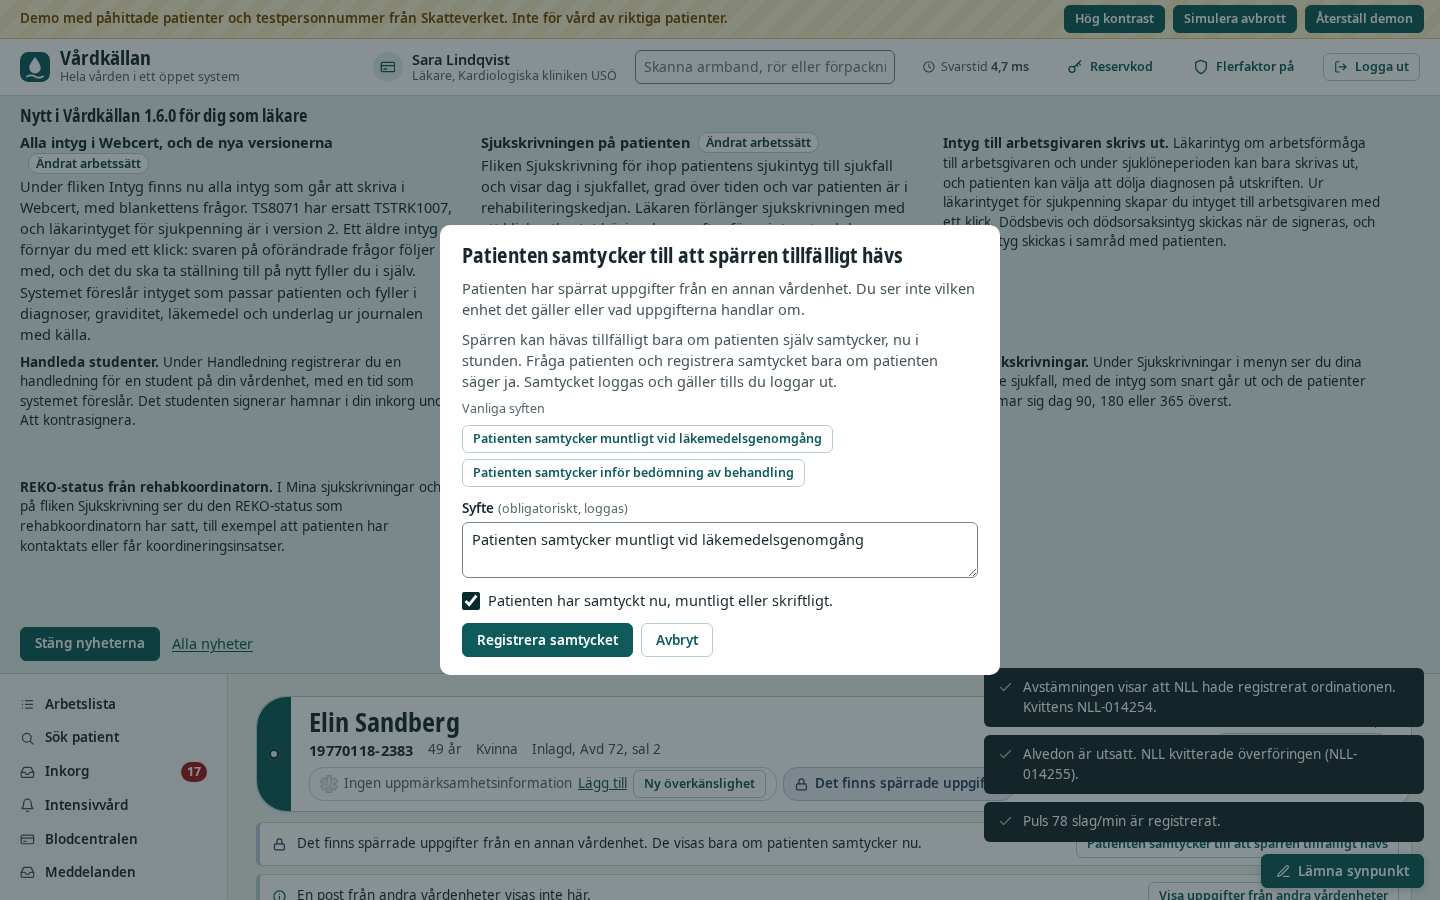 Demo med påhittade patienter och testpersonnummer från Skatteverket. Inte för vård av riktiga patienter.
Hög kontrast
Simulera avbrott
Återställ demon
Vårdkällan
Hela vården i ett öppet system
Sara Lindqvist
Läkare, Kardiologiska kliniken USÖ
Skanna armband, rör eller förpackni
Svarstid 4,7 ms
Reservkod
Flerfaktor på
Logga ut
Nytt i Vårdkällan 1.6.0 för dig som läkare
Alla intyg i Webcert, och de nya versionerna
Ändrat arbetssätt
Under fliken Intyg finns nu alla intyg som går att skriva i
Webcert, med blankettens frågor. TS8071 har ersatt TSTRK1007,
och läkarintyget för sjukpenning är i version 2. Ett äldre intyg
förnyar du med ett klick: svaren på oförändrade frågor följer
med, och det du ska ta ställning till på nytt fyller du i själv.
Systemet föreslår intyget som passar patienten och fyller i
diagnoser, graviditet, läkemedel och underlag ur journalen
med källa.
Sjukskrivningen på patienten
Ändrat arbetssätt
Fliken Sjukskrivning får ihop patientens sjukintyg till sjukfall
och visar dag i sjukfallet, grad över tiden och var patienten är i
rehabiliteringskedjan. Läkaren förlänger sjukskrivningen med
Intyg till arbetsgivaren skrivs ut. Läkarintyg om arbetsförmåga
till arbetsgivaren och under sjuklöneperioden kan bara skrivas ut,
och patienten kan välja att dölja diagnosen på utskriften. Ur
läkarintyget för sjukpenning skapar du intyget till arbetsgivaren med
ett klick. Dödsbevis och dödsorsaksintyg skickas när de signeras, och
tyg skickas i samråd med patienten.
Handleda studenter. Under Handledning registrerar du en
handledning för en student på din vårdenhet, med en tid som
systemet föreslår. Det studenten signerar hamnar i din inkorg und
Att kontrasignera.
kskrivningar. Under Sjukskrivningar i menyn ser du dina
e sjukfall, med de intyg som snart går ut och de patienter
mar sig dag 90, 180 eller 365 överst.
REKO-status från rehabkoordinatorn. I Mina sjukskrivningar och
på fliken Sjukskrivning ser du den REKO-status som
rehabkoordinatorn har satt, till exempel att patienten har
kontaktats eller får koordineringsinsatser.
Stäng nyheterna
Alla nyheter
Patienten samtycker till att spärren tillfälligt hävs
Patienten har spärrat uppgifter från en annan vårdenhet. Du ser inte vilken
enhet det gäller eller vad uppgifterna handlar om.
Spärren kan hävas tillfälligt bara om patienten själv samtycker, nu i
stunden. Fråga patienten och registrera samtycket bara om patienten
säger ja. Samtycket loggas och gäller tills du loggar ut.
Vanliga syften
Patienten samtycker muntligt vid läkemedelsgenomgång
Patienten samtycker inför bedömning av behandling
Syfte (obligatoriskt, loggas)
Patienten samtycker muntligt vid läkemedelsgenomgång
Patienten har samtyckt nu, muntligt eller skriftligt.
Registrera samtycket
Avbryt
Arbetslista
Sök patient
Inkorg
17
Intensivvård
Blodcentralen
Meddelanden
Elin Sandberg
19770118-2383
49 år
Kvinna
Inlagd, Avd 72, sal 2
Ingen uppmärksamhetsinformation
Lägg till
Ny överkänslighet
Det finns spärrade uppgif
Det finns spärrade uppgifter från en annan vårdenhet. De visas bara om patienten samtycker nu.
Patienten samtycker till att spärren tillfälligt hävs
En post från andra vårdenheter visas inte här.
Visa uppgifter från andra vårdenheter
Avstämningen visar att NLL hade registrerat ordinationen.
Kvittens NLL-014254.
Alvedon är utsatt. NLL kvitterade överföringen (NLL-
014255).
Puls 78 slag/min är registrerat.
Lämna synpunkt